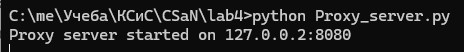 C:\me\Учеба\КСиС\CSaN\lab4>python Proxy_server.py
Proxy server started on 127.0.0.2:8080